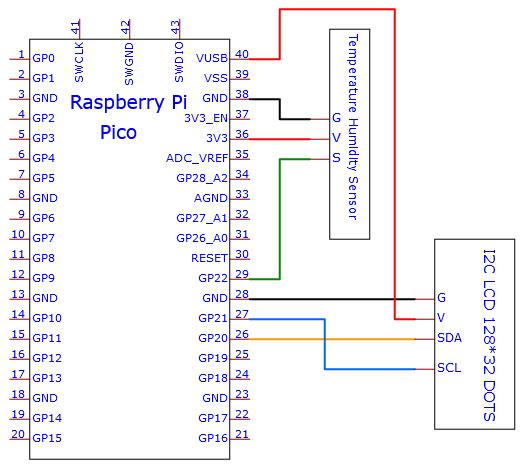 41
42
43
SWCLK
SWGND
SWDIO
Raspberry Pi
Pico
1 GP0
2 GP1
3 GND
4 GP2
5 GP3
6 GP4
7 GP5
8 GND
9 GP6
10 GP7
11 GP8
12 GP9
13 GND
14 GP10
15 GP11
16 GP12
17 GP13
18 GND
19 GP14
20 GP15
VUSB 40
VSS 39
GND 38
3V3_EN 37
3V3 36
ADC_VREF 35
GP28_A2 34
AGND 33
GP27_A1 32
GP26_A0 31
RESET 30
GP22 29
GND 28
GP21 27
GP20 26
GP19 25
GP18 24
GND 23
GP17 22
GP16 21
G
V
S
Temperature Humidity Sensor
G
V
SDA
SCL
I2C LCD 128*32 DOTS